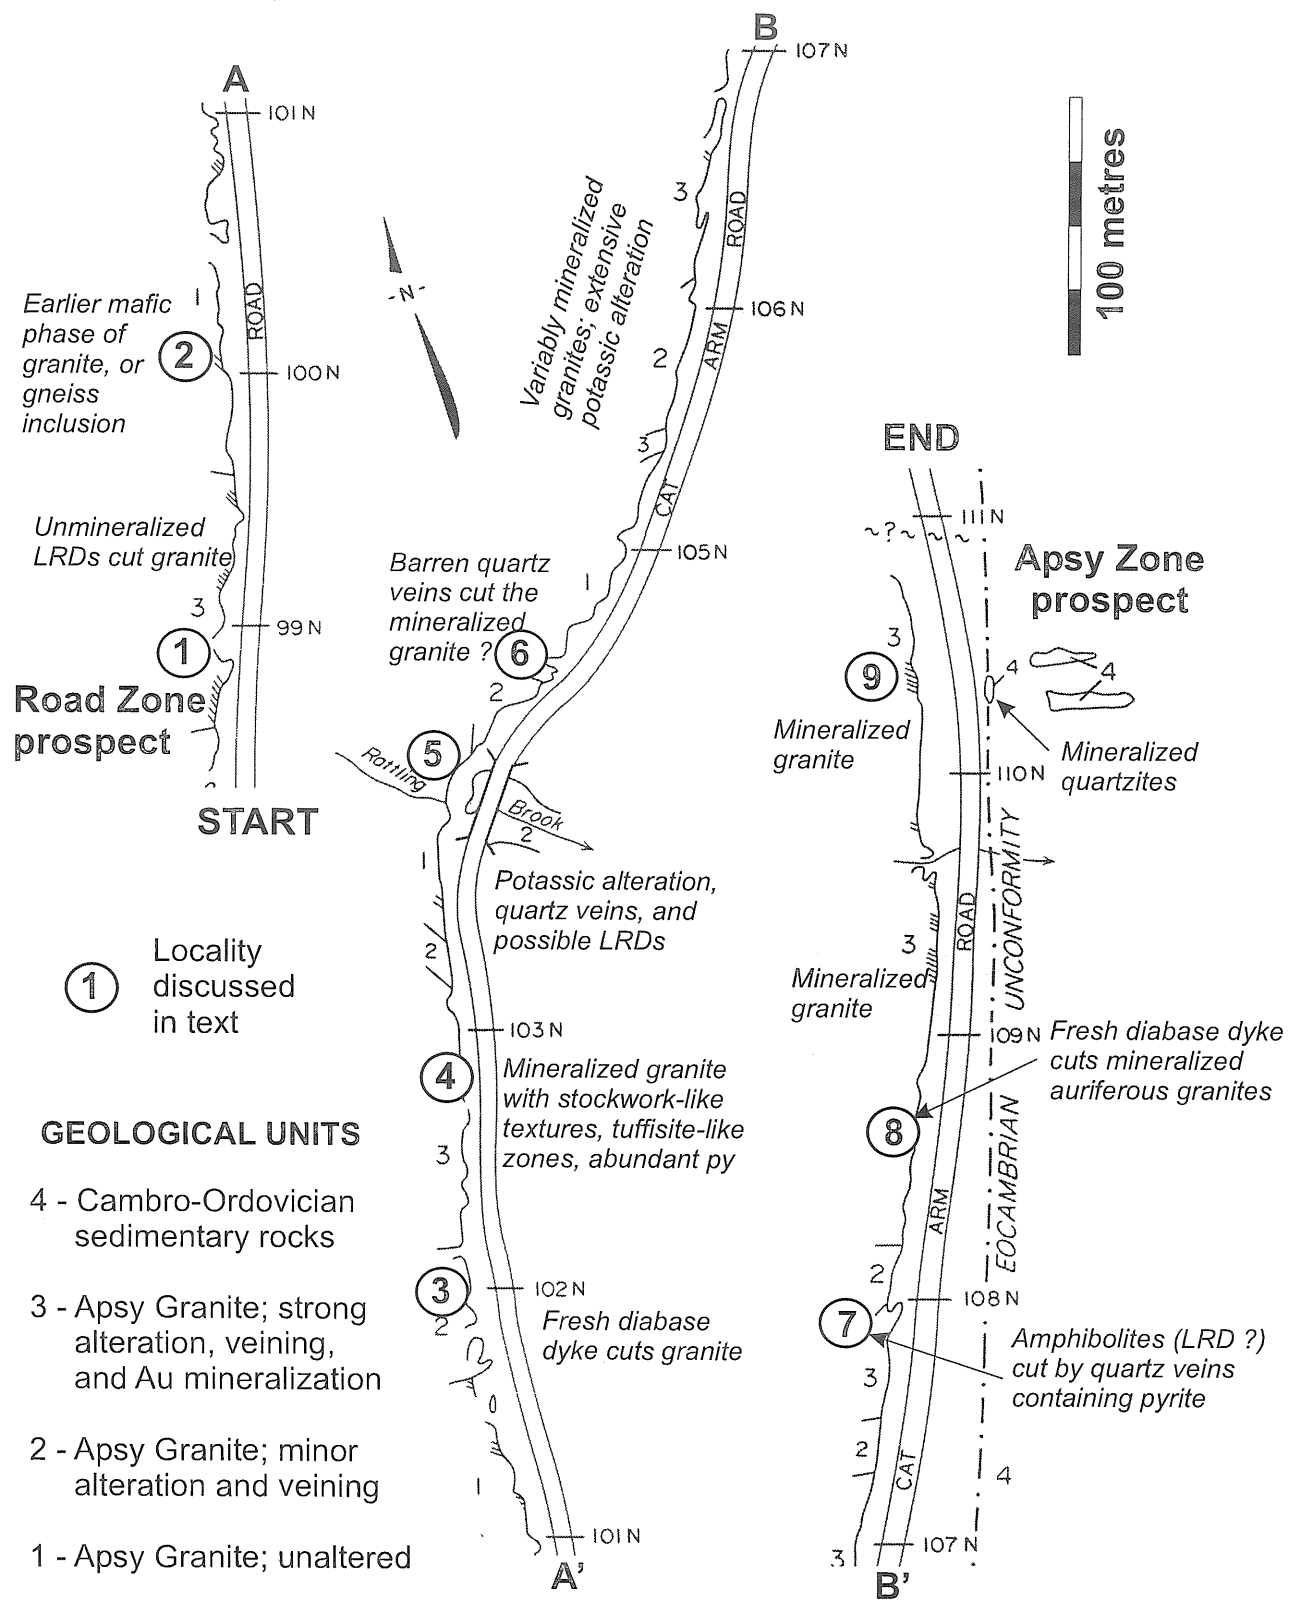 A
101 N
Earlier mafic
phase of
granite, or
gneiss
inclusion
1
2
ROAD
100 N
Unmineralized
LRDs cut granite
3
99 N
1
Road Zone
prospect
START
1
Locality
discussed
in text
GEOLOGICAL UNITS
4 - Cambro-Ordovician
sedimentary rocks
3 - Apsy Granite; strong
alteration, veining,
and Au mineralization
2 - Apsy Granite; minor
alteration and veining
1 - Apsy Granite; unaltered
- N -
B
107 N
3
ROAD
Variably mineralized
granites; extensive
potassic alteration
106 N
ARM
2
3
CAT
105 N
Barren quartz
veins cut the
mineralized
granite ?
1
6
2
5
Rattling
Brook
2
1
Potassic alteration,
quartz veins, and
possible LRDs
2
103 N
4
Mineralized granite
with stockwork-like
textures, tuffisite-like
zones, abundant py
3
3
102 N
2
Fresh diabase
dyke cuts granite
1
101 N
A'
100 metres
END
111 N
~ ? ~ ~ ~ ~
Apsy Zone
prospect
3
9
4
4
Mineralized
granite
Mineralized
quartzites
110 N
ROAD
3
Mineralized
granite
EOCAMBRIAN UNCONFORMITY
109 N
Fresh diabase dyke
cuts mineralized
auriferous granites
8
ARM
2
108 N
7
Amphibolites (LRD ?)
cut by quartz veins
containing pyrite
3
2
CAT
4
3
107 N
B'